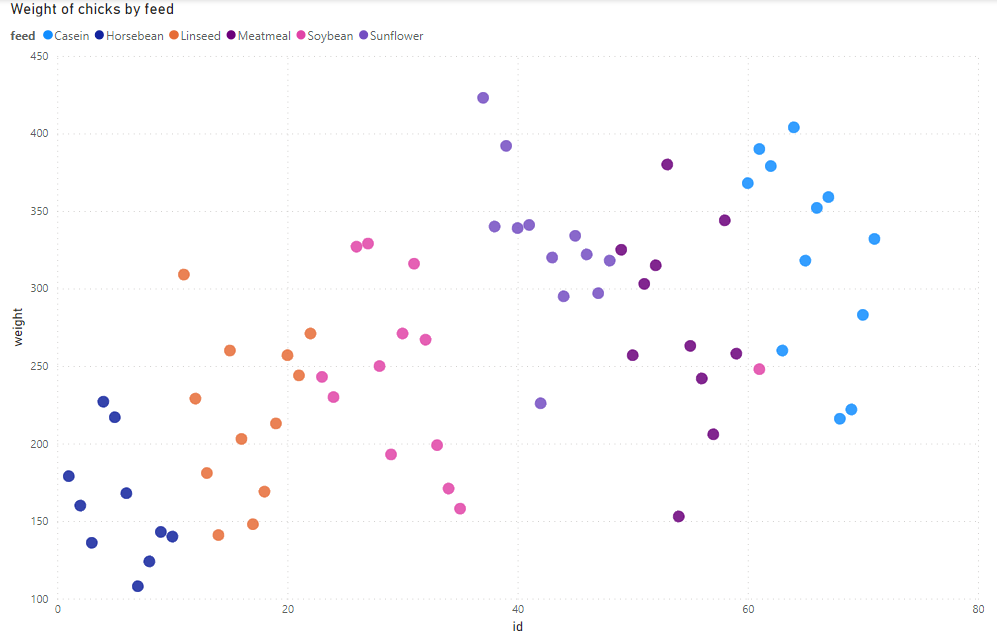 Weight of chicks by feed
feed Casein Horsebean Linseed Meatmeal Soybean Sunflower
450
400
350
300
250
200
150
100
weight
0 20 40 60 80
id